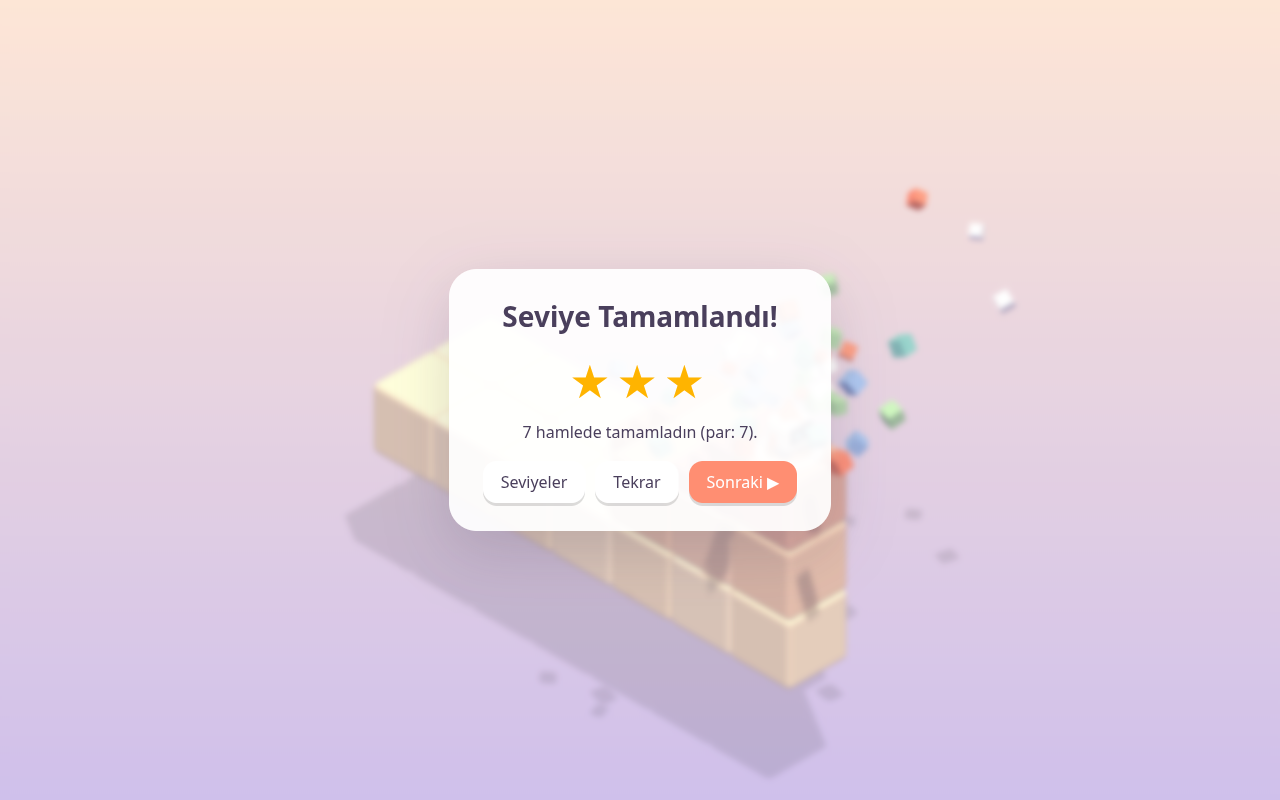 Seviye Tamamlandı!
★ ★ ★
7 hamlede tamamladın (par: 7).
Seviyeler Tekrar Sonraki ▶